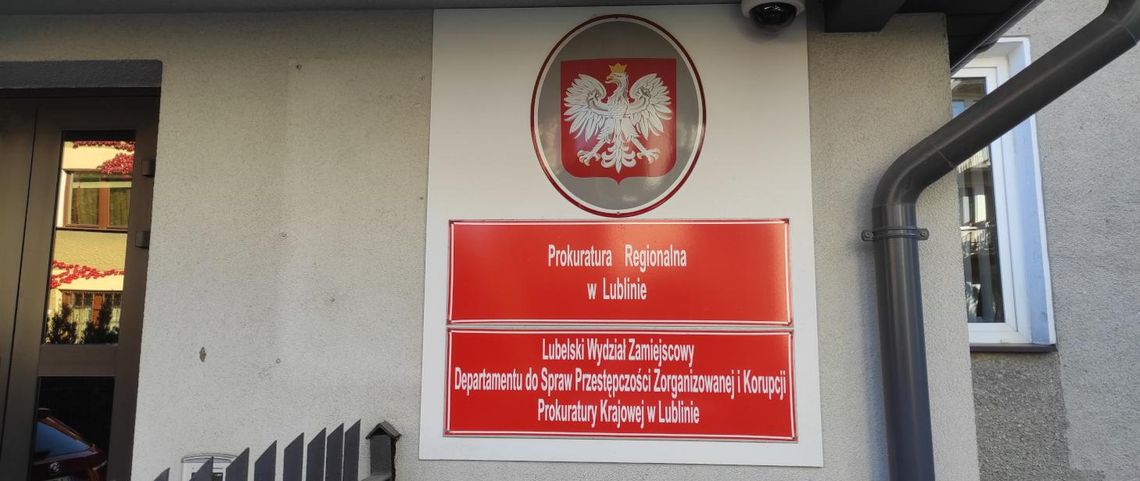 Prokuratura Regionalna
w Lublinie
Lubelski Wydział Zamiejscowy
Departamentu do Spraw Przestępczości Zorganizowanej i Korupcji
Prokuratury Krajowej w Lublinie